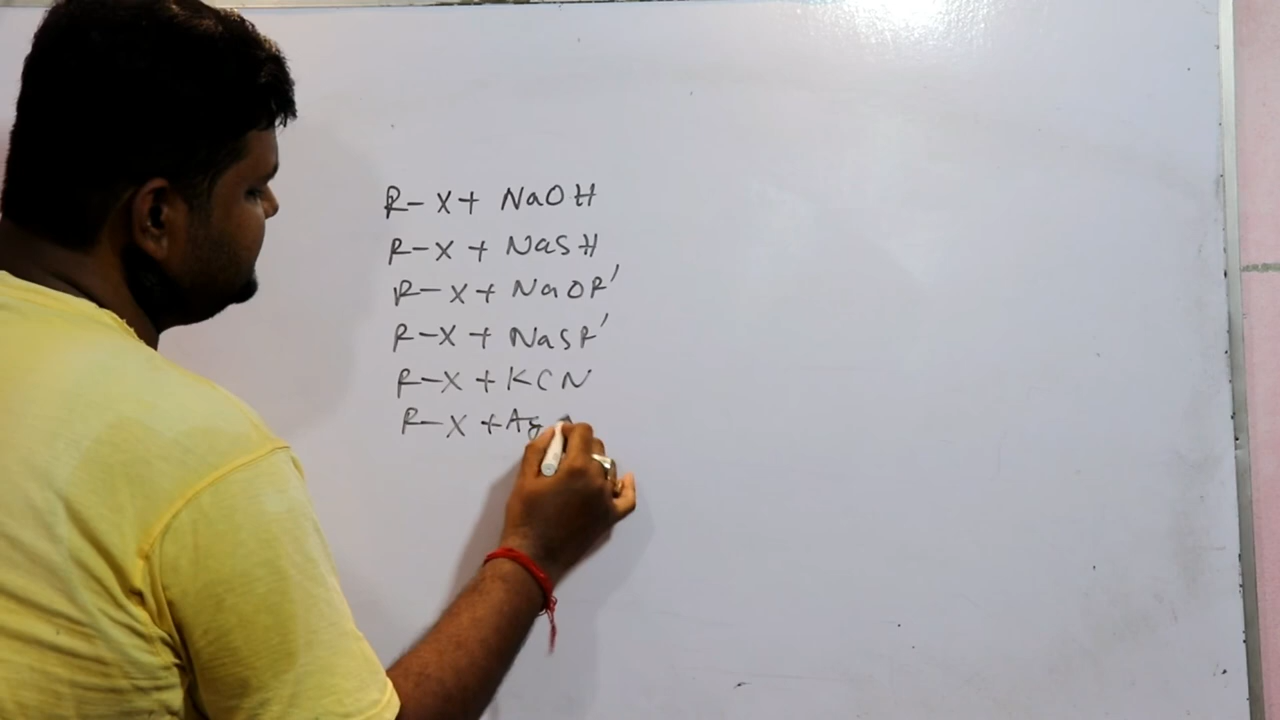 R-X+ NaOH
R-X + NaSH
R-X+ NaOR'
R-X + NaSR'
R-X + KCN
R-X + Ag